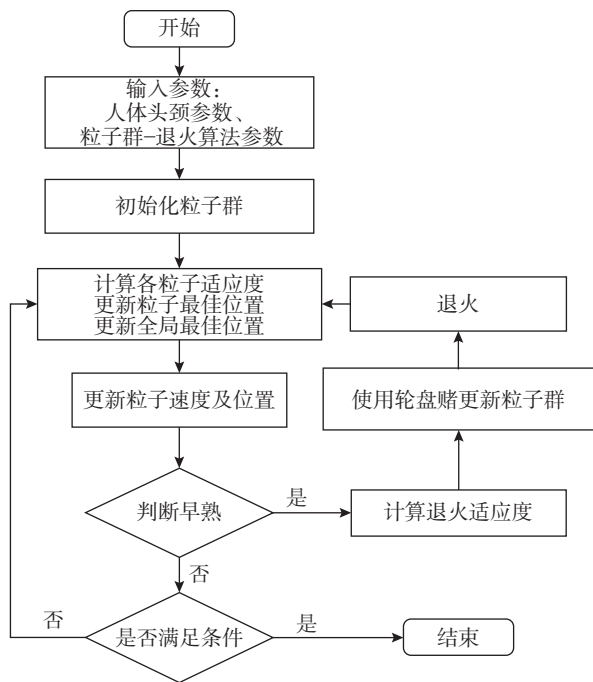 开始
输入参数：
人体头颈参数、
粒子群-退火算法参数
初始化粒子群
计算各粒子适应度
更新粒子最佳位置
更新全局最佳位置
退火
更新粒子速度及位置
使用轮盘赌更新粒子群
判断早熟
是
计算退火适应度
否
否
是否满足条件
是
结束